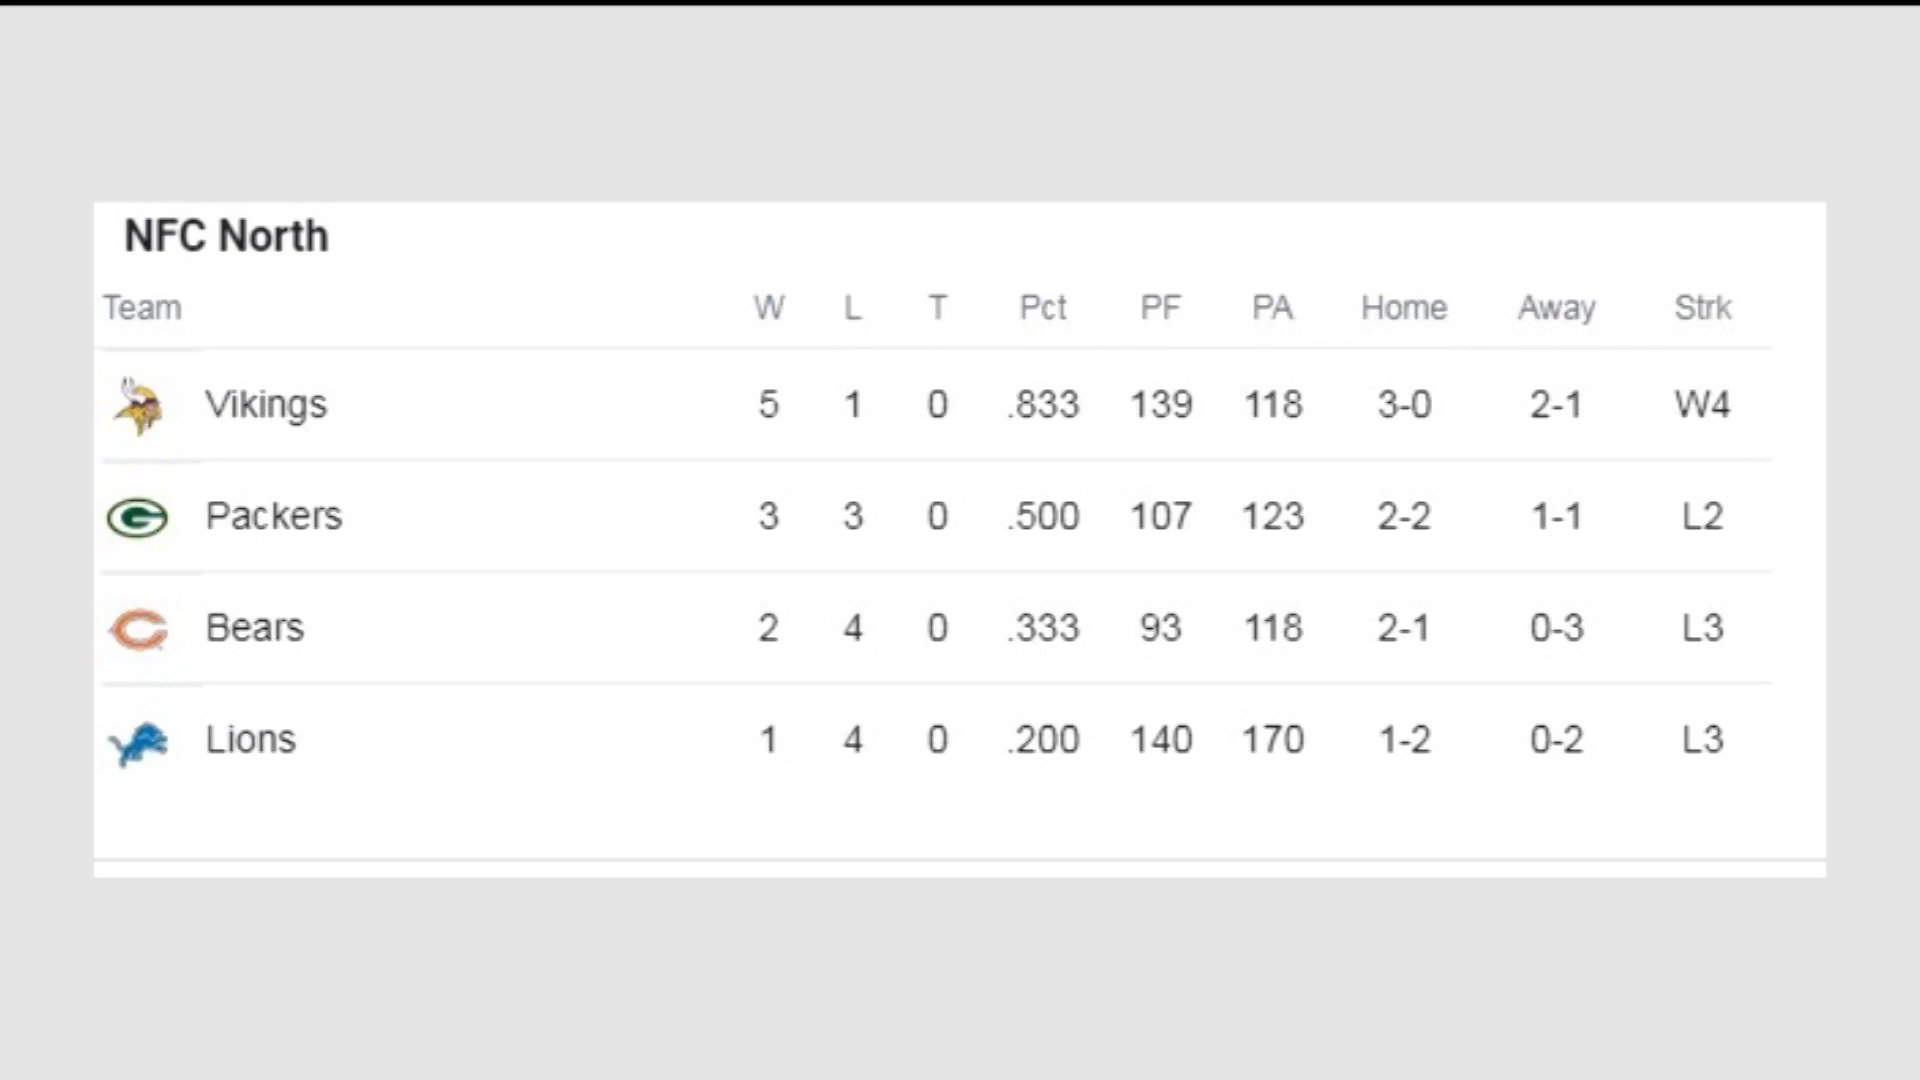 NFC North
Team W L T Pct PF PA Home Away Strk
Vikings 5 1 0 .833 139 118 3-0 2-1 W4
Packers 3 3 0 .500 107 123 2-2 1-1 L2
Bears 2 4 0 .333 93 118 2-1 0-3 L3
Lions 1 4 0 .200 140 170 1-2 0-2 L3